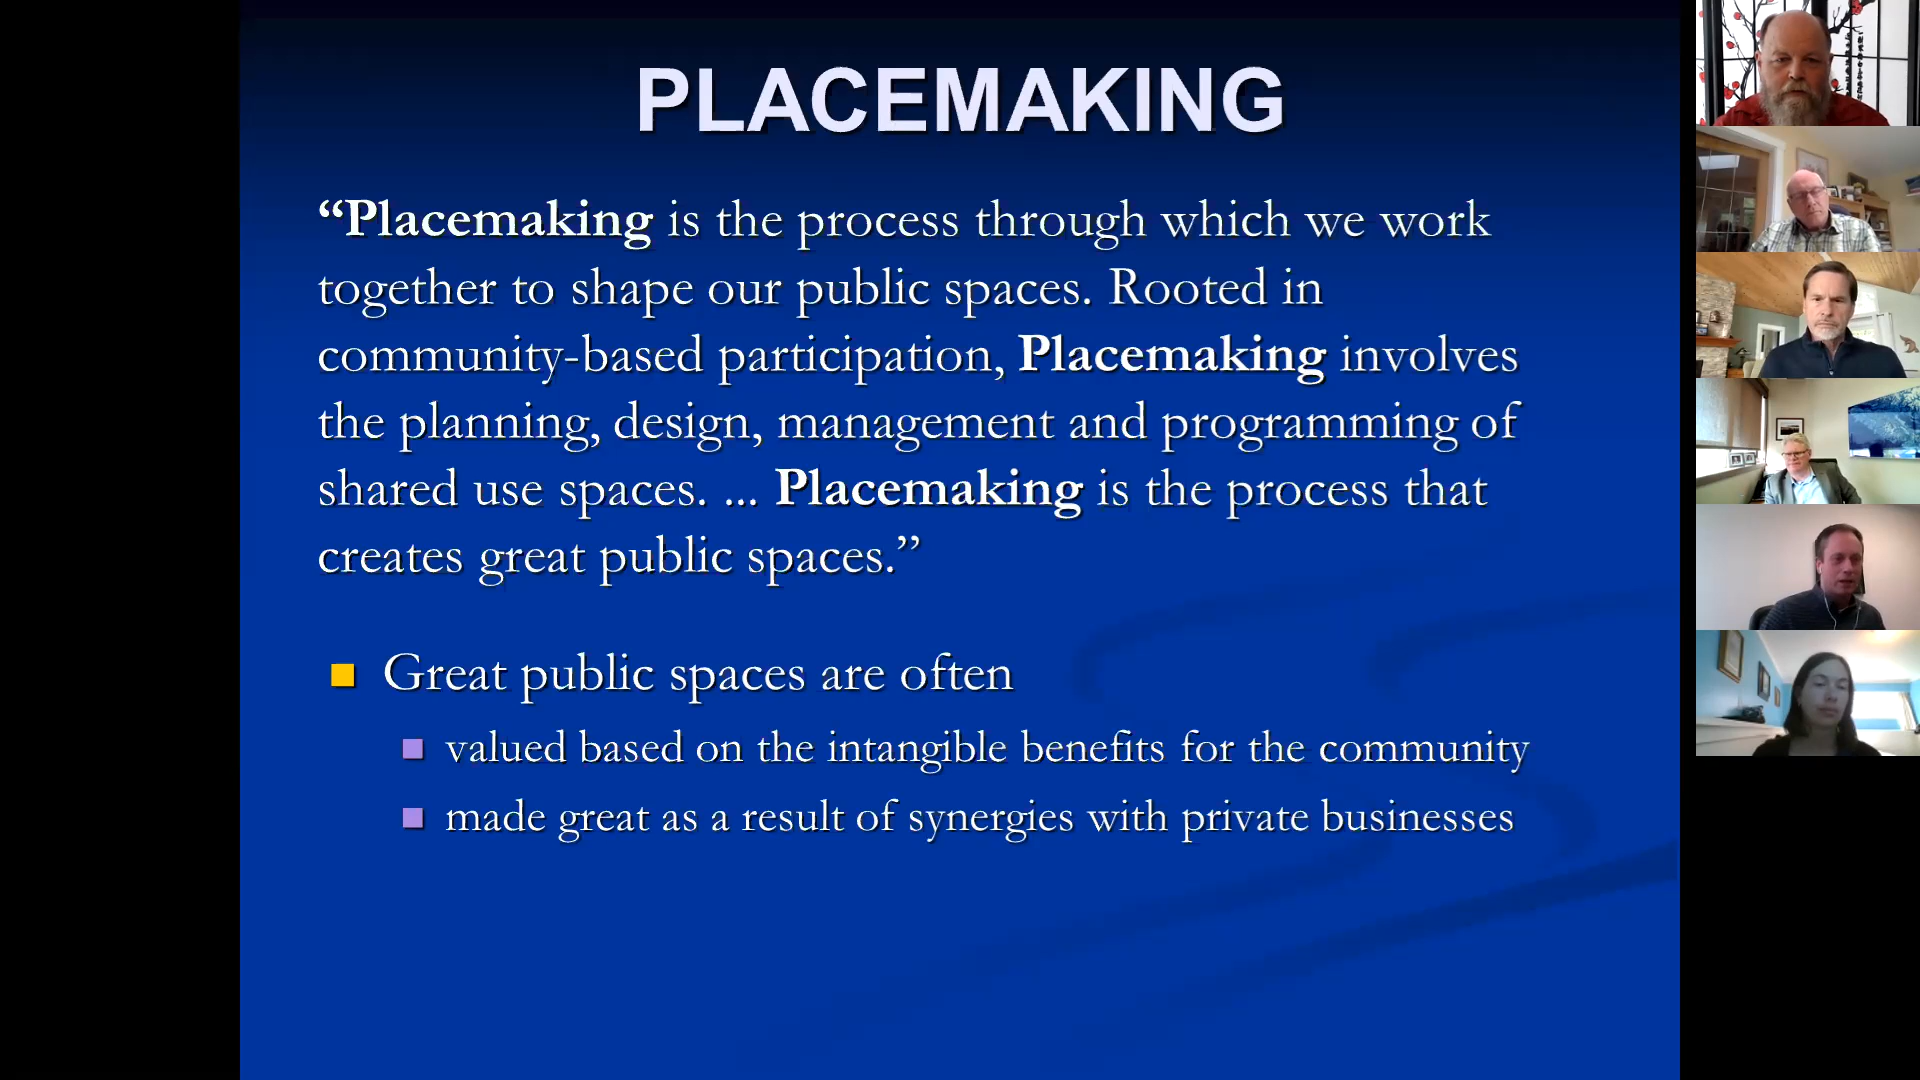 PLACEMAKING
“Placemaking is the process through which we work
together to shape our public spaces. Rooted in
community-based participation, Placemaking involves
the planning, design, management and programming of
shared use spaces. ... Placemaking is the process that
creates great public spaces.”
Great public spaces are often
valued based on the intangible benefits for the community
made great as a result of synergies with private businesses